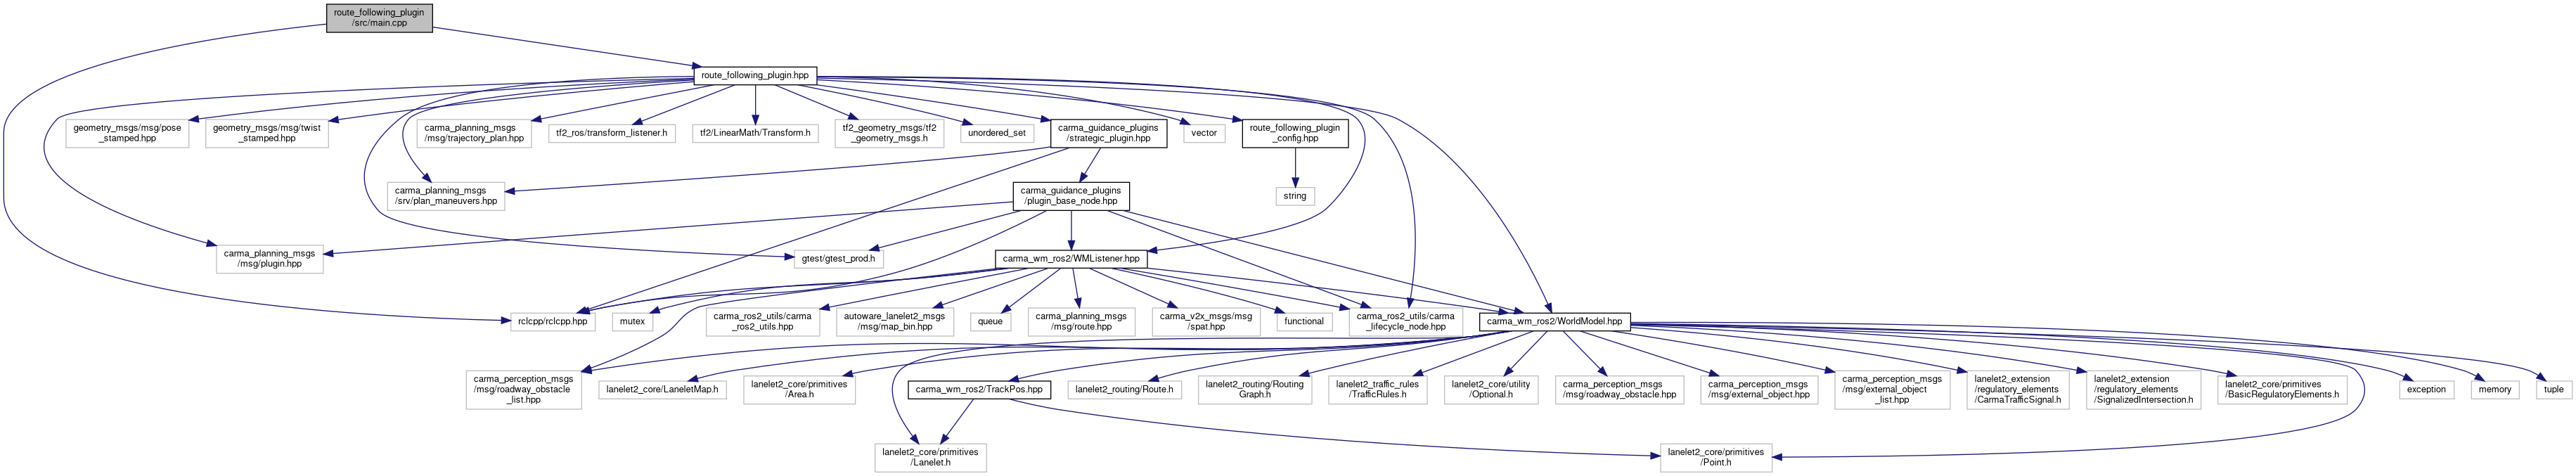 route_following_plugin
/src/main.cpp
route_following_plugin.hpp
geometry_msgs/msg/pose
_stamped.hpp
geometry_msgs/msg/twist
_stamped.hpp
carma_planning_msgs
/msg/trajectory_plan.hpp
tf2_ros/transform_listener.h
tf2/LinearMath/Transform.h
tf2_geometry_msgs/tf2
_geometry_msgs.h
unordered_set
carma_guidance_plugins
/strategic_plugin.hpp
vector
route_following_plugin
_config.hpp
carma_planning_msgs
/srv/plan_maneuvers.hpp
carma_guidance_plugins
/plugin_base_node.hpp
string
carma_planning_msgs
/msg/plugin.hpp
gtest/gtest_prod.h
carma_wm_ros2/WMListener.hpp
rclcpp/rclcpp.hpp
mutex
carma_ros2_utils/carma
_ros2_utils.hpp
autoware_lanelet2_msgs
/msg/map_bin.hpp
queue
carma_planning_msgs
/msg/route.hpp
carma_v2x_msgs/msg
/spat.hpp
functional
carma_ros2_utils/carma
_lifecycle_node.hpp
carma_wm_ros2/WorldModel.hpp
carma_perception_msgs
/msg/roadway_obstacle
_list.hpp
lanelet2_core/LaneletMap.h
lanelet2_core/primitives
/Area.h
carma_wm_ros2/TrackPos.hpp
lanelet2_routing/Route.h
lanelet2_routing/Routing
Graph.h
lanelet2_traffic_rules
/TrafficRules.h
lanelet2_core/utility
/Optional.h
carma_perception_msgs
/msg/roadway_obstacle.hpp
carma_perception_msgs
/msg/external_object.hpp
carma_perception_msgs
/msg/external_object
_list.hpp
lanelet2_extension
/regulatory_elements
/CarmaTrafficSignal.h
lanelet2_extension
/regulatory_elements
/SignalizedIntersection.h
lanelet2_core/primitives
/BasicRegulatoryElements.h
exception
memory
tuple
lanelet2_core/primitives
/Lanelet.h
lanelet2_core/primitives
/Point.h